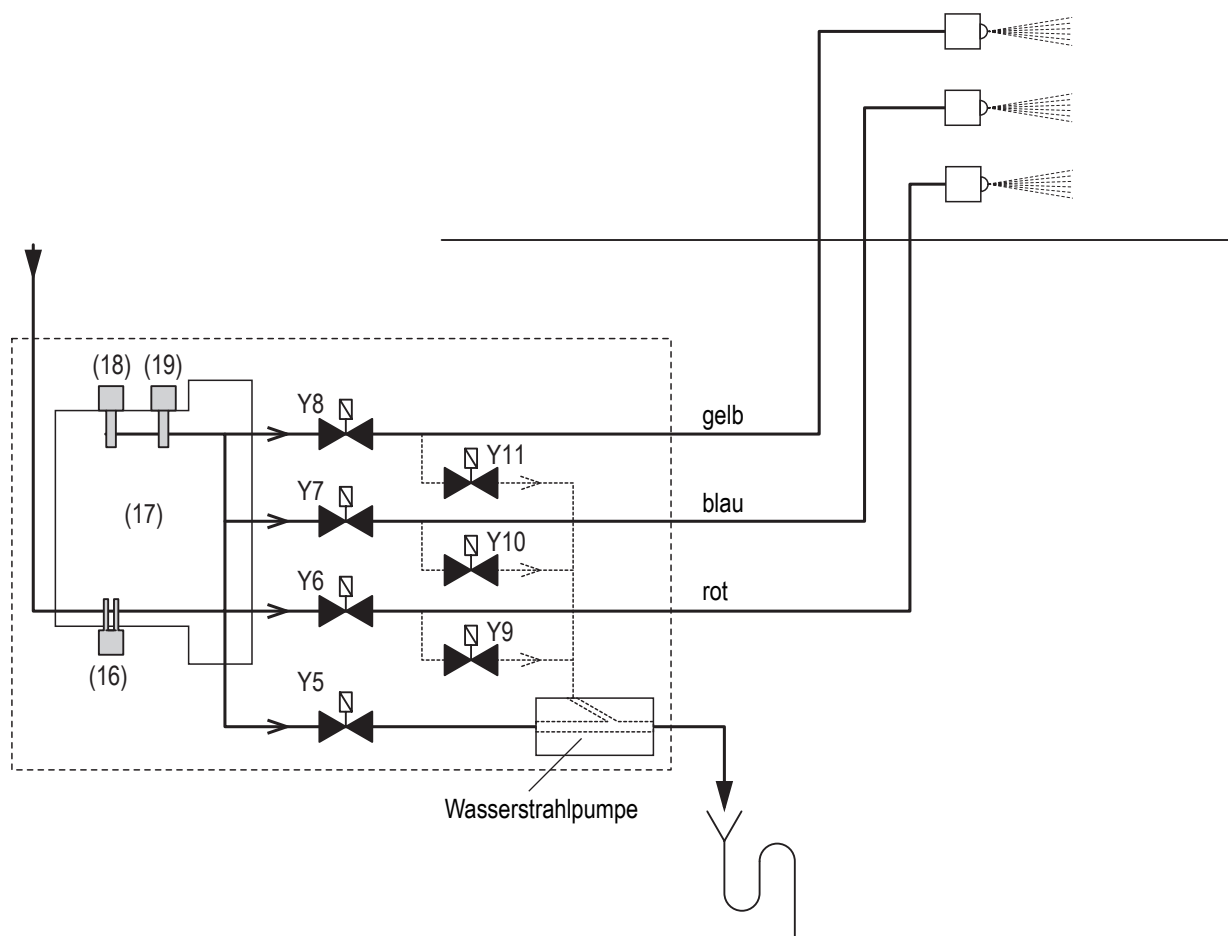 (18)
(19)
Y8
gelb
Y11
Y7
blau
(17)
Y10
Y6
rot
Y9
(16)
Y5
Wasserstrahlpumpe